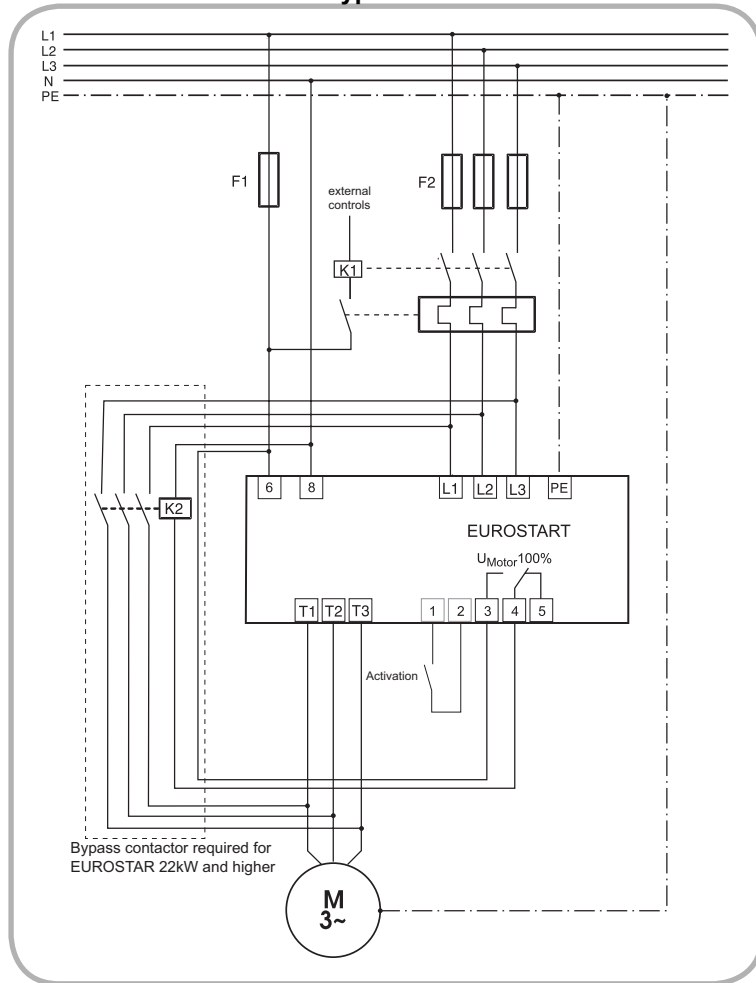 L1
L2
L3
N
PE
F1
F2
external
controls
K1
6
8
L1
L2
L3
PE
K2
EUROSTART
UMotor100%
T1
T2
T3
1
2
3
4
5
Activation
Bypass contactor required for
EUROSTAR 22kW and higher
M
3~